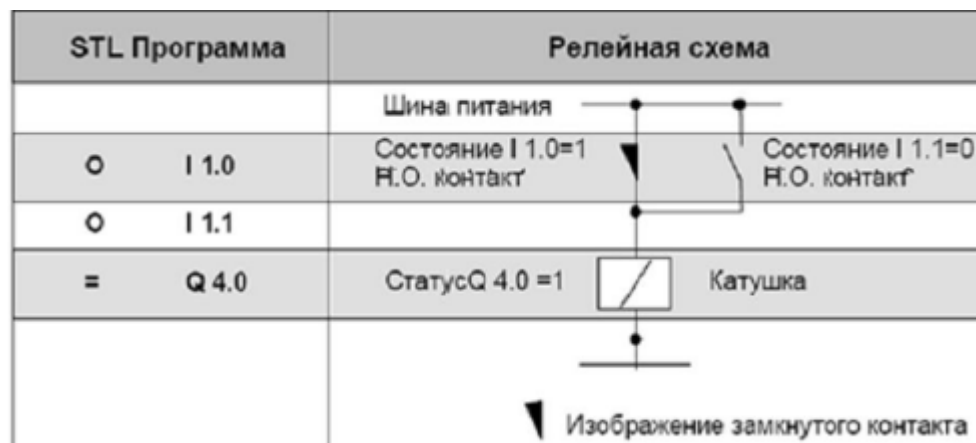 STL Программа
Релейная схема
Шина питания
O I 1.0
Состояние I 1.0=1
Н.О. контакт
Состояние I 1.1=0
Н.О. контакт
O I 1.1
= Q 4.0
СтатусQ 4.0 =1
Катушка
Изображение замкнутого контакта